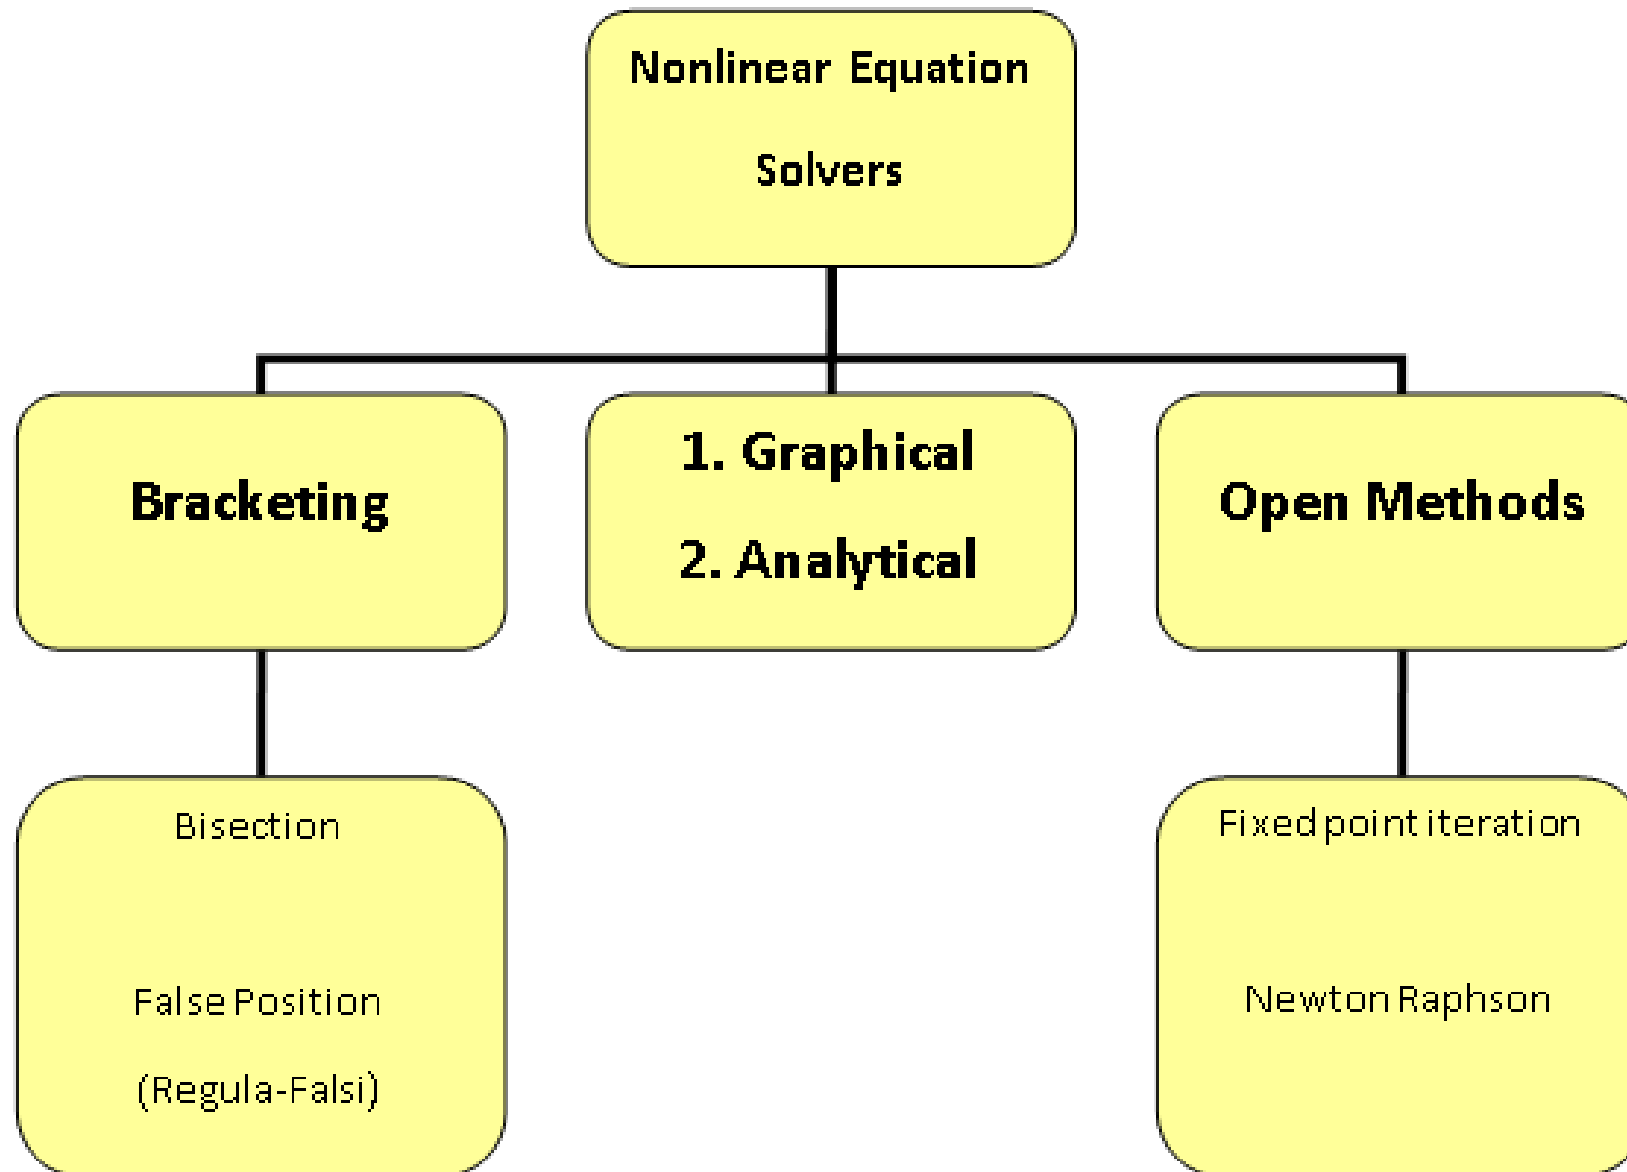 Nonlinear Equation
Solvers
Bracketing
1. Graphical
2. Analytical
Open Methods
Bisection
False Position
(Regula-Falsi)
Fixed point iteration
Newton Raphson